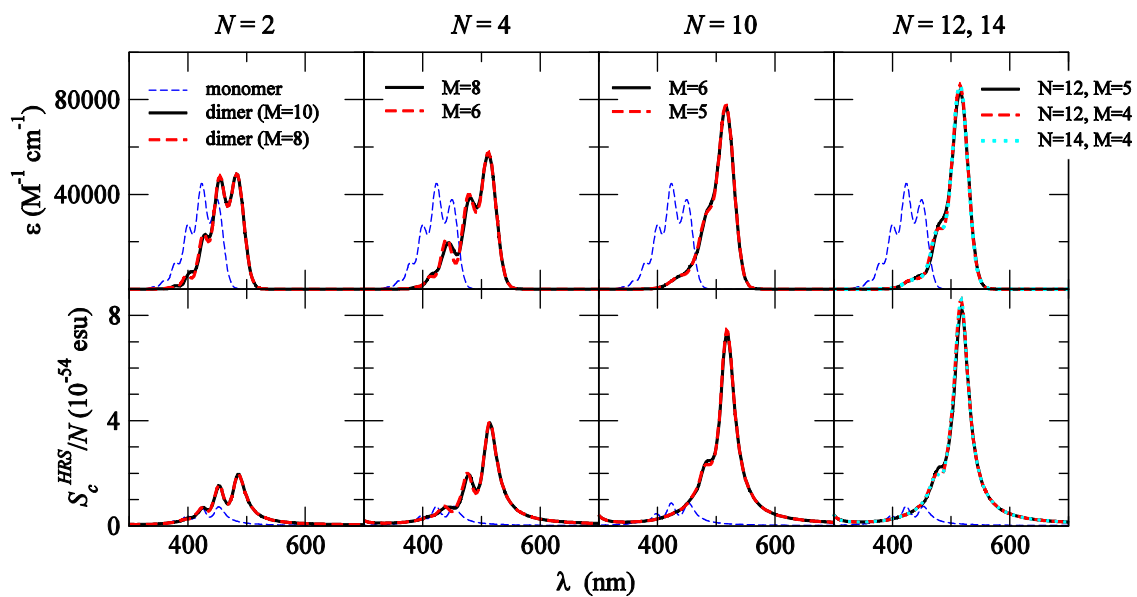 N = 2
N = 4
N = 10
N = 12, 14
ε (M⁻¹ cm⁻¹)
80000
40000
0
monomer
dimer (M=10)
dimer (M=8)
M=8
M=6
M=6
M=5
N=12, M=5
N=12, M=4
N=14, M=4
S_c^HRS/N (10⁻⁵⁴ esu)
8
4
0
400
600
400
600
400
600
400
600
λ (nm)